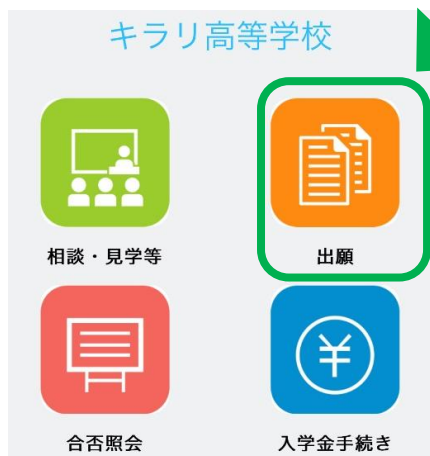 キラリ高等学校
相談・見学等
出願
¥
合否照会
入学金手続き